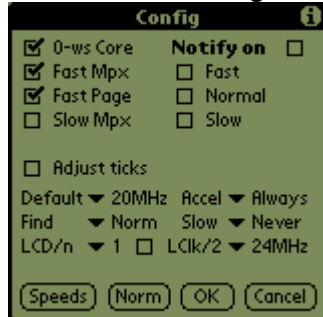 Config i
0-ws Core Notify on
Fast Mpx Fast
Fast Page Normal
Slow Mpx Slow
Adjust ticks
Default 20MHz Accel Always
Find Norm Slow Never
LCD/n 1 LClk/2 24MHz
Speeds Norm OK Cancel